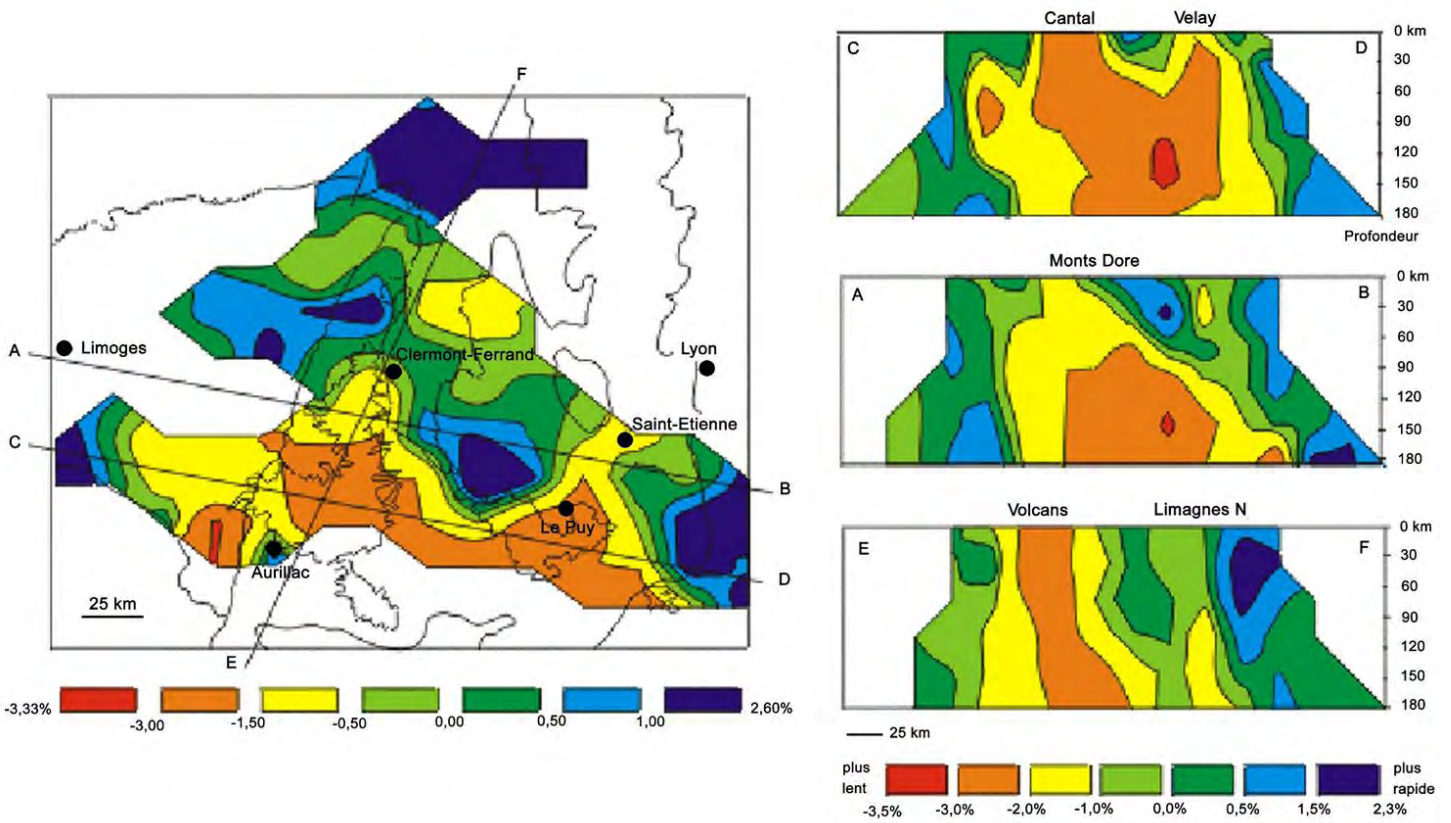 F
A
Limoges
Clermont-Ferrand
Lyon
Saint-Etienne
C
B
Le Puy
Aurillac
D
25 km
E
-3,33%
-3,00
-1,50
-0,50
0,00
0,50
1,00
2,60%
Cantal
Velay
C
D
0 km
30
60
90
120
150
180
Profondeur
Monts Dore
A
B
0 km
30
60
90
120
150
180
Volcans
Limagnes N
E
F
0 km
30
60
90
120
150
180
25 km
plus lent
plus rapide
-3,5%
-3,0%
-2,0%
-1,0%
0,0%
0,5%
1,5%
2,3%